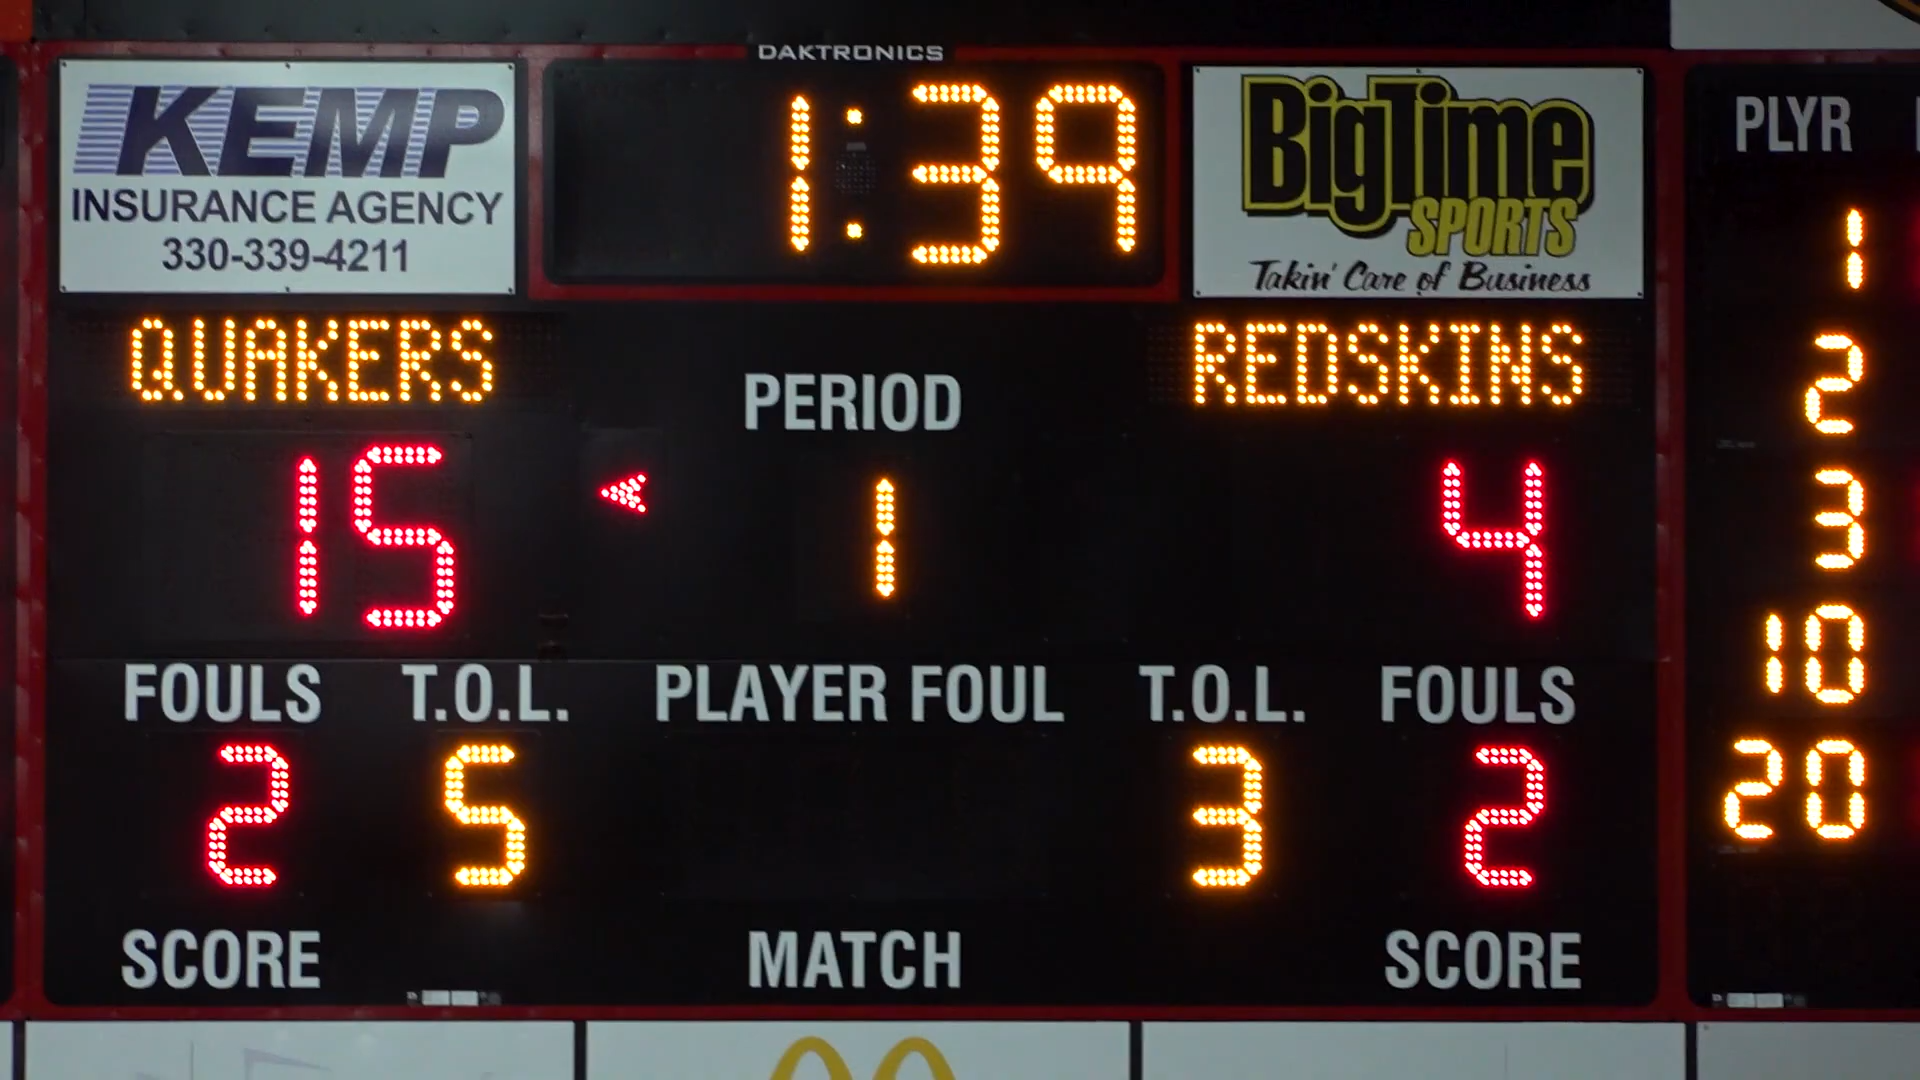 DAKTRONICS
KEMP
INSURANCE AGENCY
330-339-4211
1:39
BigTime
SPORTS
Takin' Care of Business
QUAKERS
PERIOD
REDSKINS
15
1
4
FOULS T.O.L. PLAYER FOUL T.O.L. FOULS
2 5 3 2
SCORE MATCH SCORE
PLYR
1
2
3
10
20